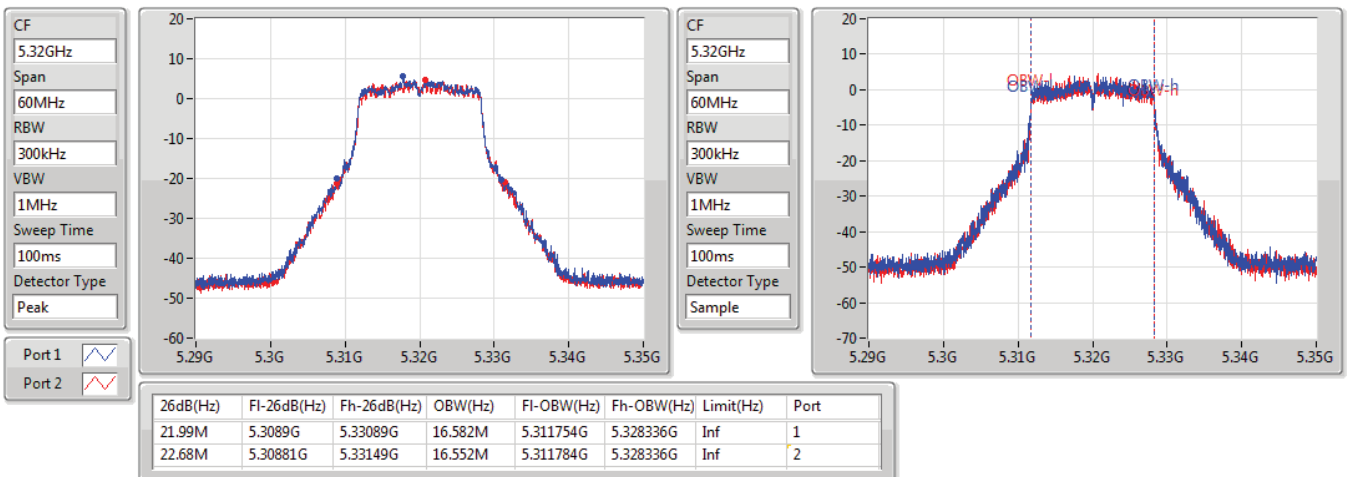 CF
5.32GHz
Span
60MHz
RBW
300kHz
VBW
1MHz
Sweep Time
100ms
Detector Type
Peak
Port 1
Port 2
20
10
0
-10
-20
-30
-40
-50
-60
5.29G 5.3G 5.31G 5.32G 5.33G 5.34G 5.35G
CF
5.32GHz
Span
60MHz
RBW
300kHz
VBW
1MHz
Sweep Time
100ms
Detector Type
Sample
20
10
0
-10
-20
-30
-40
-50
-60
-70
OBW-h
5.29G 5.3G 5.31G 5.32G 5.33G 5.34G 5.35G
26dB(Hz) Fl-26dB(Hz) Fh-26dB(Hz) OBW(Hz) Fl-OBW(Hz) Fh-OBW(Hz) Limit(Hz) Port
21.99M 5.3089G 5.33089G 16.582M 5.311754G 5.328336G Inf 1
22.68M 5.30881G 5.33149G 16.552M 5.311784G 5.328336G Inf 2